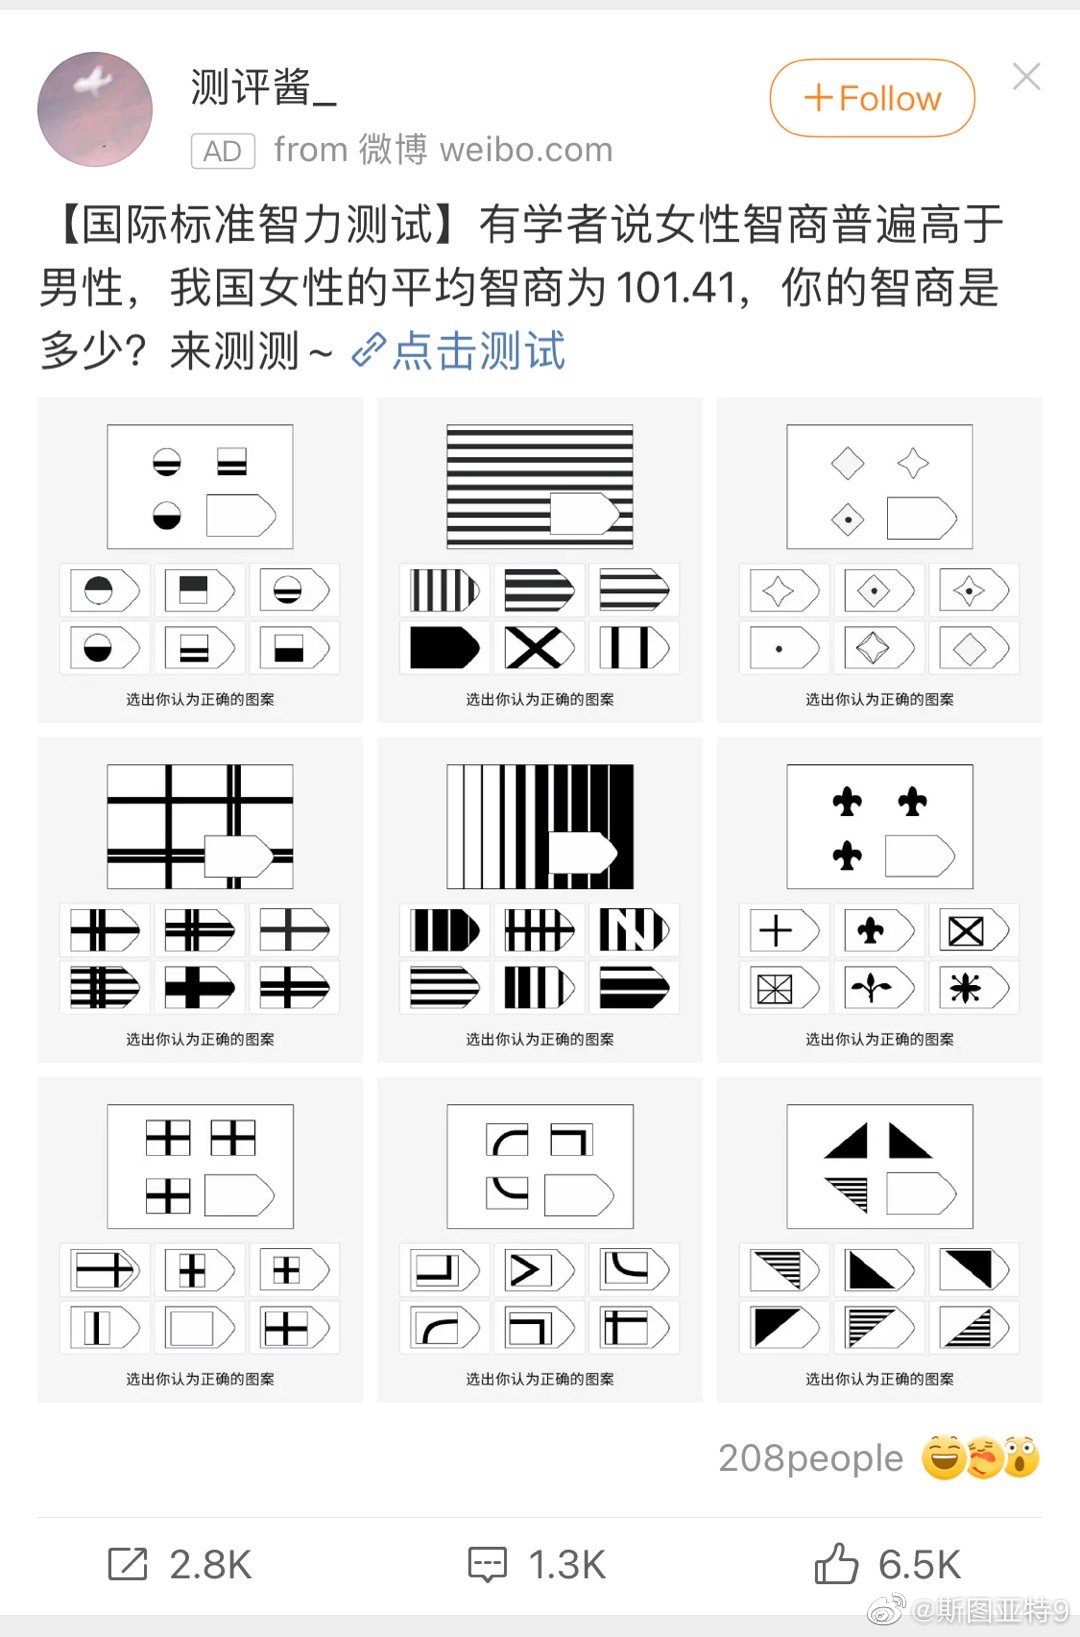 测评酱_
+Follow
AD from 微博 weibo.com
【国际标准智力测试】有学者说女性智商普遍高于
男性，我国女性的平均智商为101.41，你的智商是
多少？来测测~ 点击测试
选出你认为正确的图案
选出你认为正确的图案
选出你认为正确的图案
选出你认为正确的图案
选出你认为正确的图案
选出你认为正确的图案
选出你认为正确的图案
选出你认为正确的图案
选出你认为正确的图案
208people
2.8K
1.3K
6.5K
@斯图亚特9